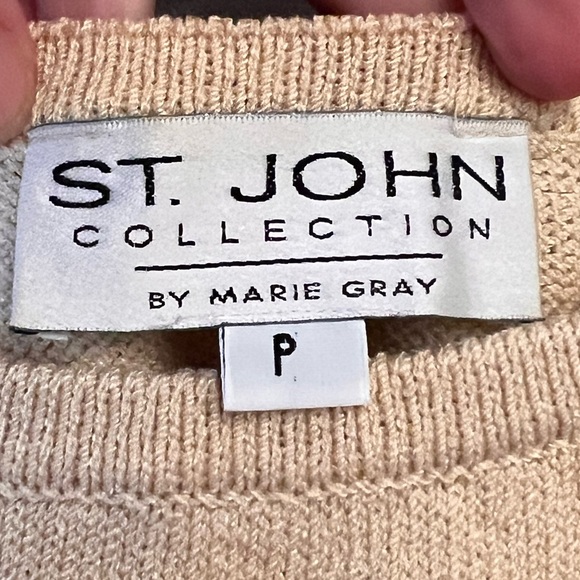 ST. JOHN
COLLECTION
BY MARIE GRAY
P